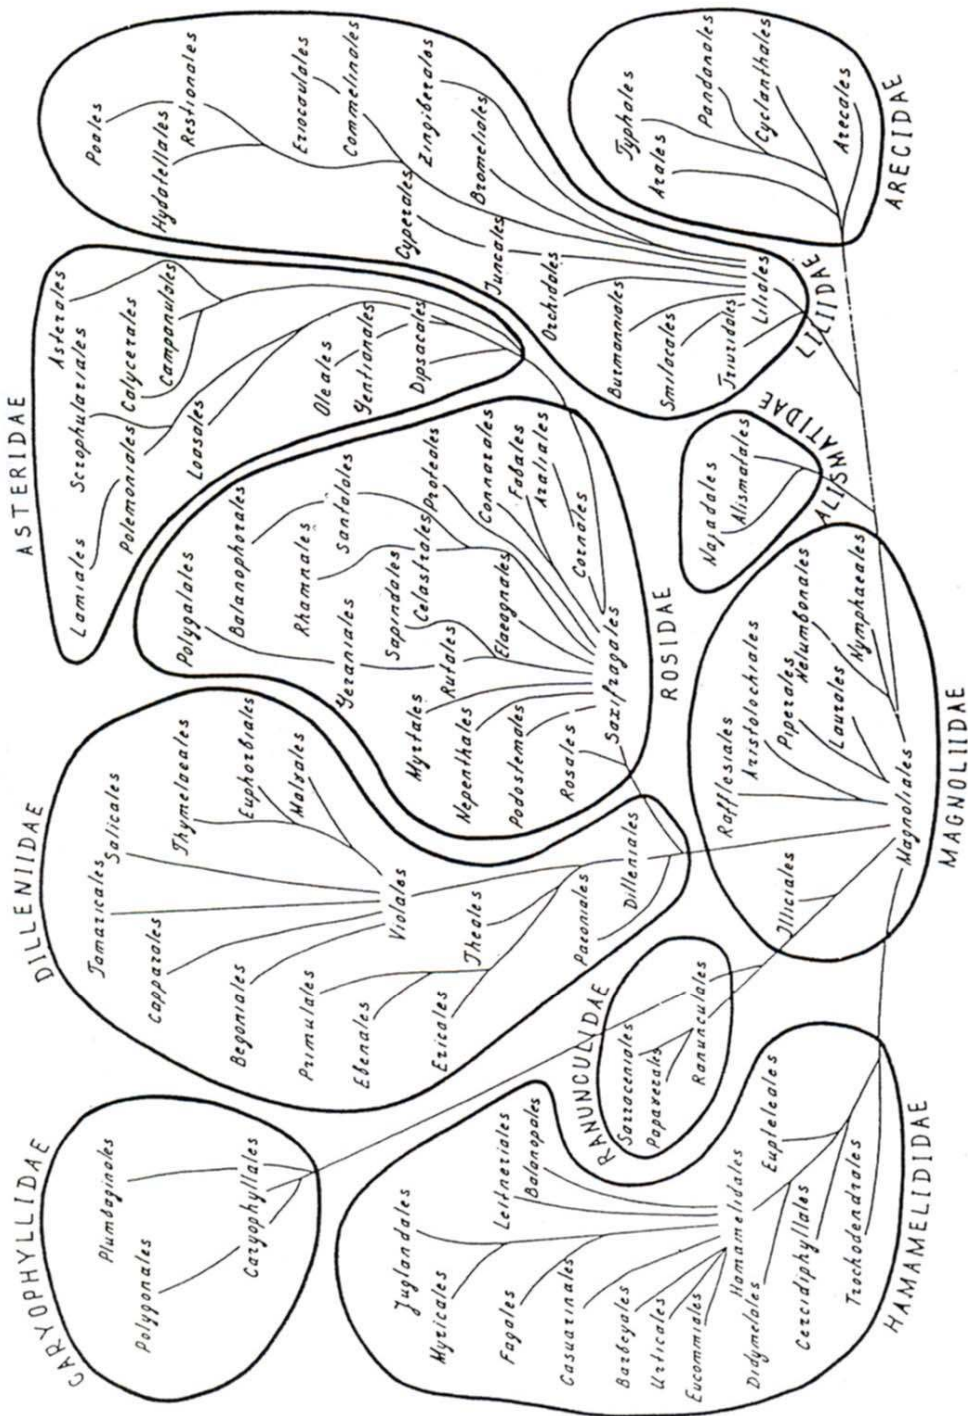 CARYOPHYLLIDAE
Plumbaginales
Polygonales
Caryophyllales
DILLENIIDAE
Tamaricales
Salicales
Capparales
Thymelaeales
Euphorbiales
Malvales
Begoniales
Violales
Primulales
Ebenales
Theales
Ericales
Paeoniales
Dilleniales
ASTERIDAE
Lamiales
Scrophulariales
Asterales
Polemoniales
Calycerales
Campanulales
Loasales
Oleales
Gentianales
Dipsacales
Poales
Hydatellales
Restionales
Eriocaulales
Commelinales
Cyperales
Zingiberales
Juncales
Bromeliales
Orchidales
Burmanniales
Smilacales
Triuridales
Liliales
LILIIDAE
Polygalales
Balanophorales
Rhamnales
Santalales
Geraniales
Sapindales
Celastrales
Proteales
Myrtales
Rutales
Elaeagnales
Connarales
Fabales
Araliales
Nepenthales
Podostemales
Cornales
Rosales
Saxifragales
ROSIDAE
Typhales
Arales
Pandanales
Cyclanthales
Arecales
ARECIDAE
Najadales
Alismatales
ALISMATIDAE
RANUNCULIDAE
Sarraceniales
Papaverales
Ranunculales
Rafflesiales
Aristolochiales
Piperales
Nelumbonales
Illiciales
Laurales
Nymphaeales
Magnoliales
MAGNOLIIDAE
Juglandales
Myricales
Leitneriales
Balanopales
Fagales
Casuarinales
Barbeyales
Urticales
Eucommiales
Hamamelidales
Eupteleales
Didymelales
Cercidiphyllales
Trochodendrales
HAMAMELIDIDAE